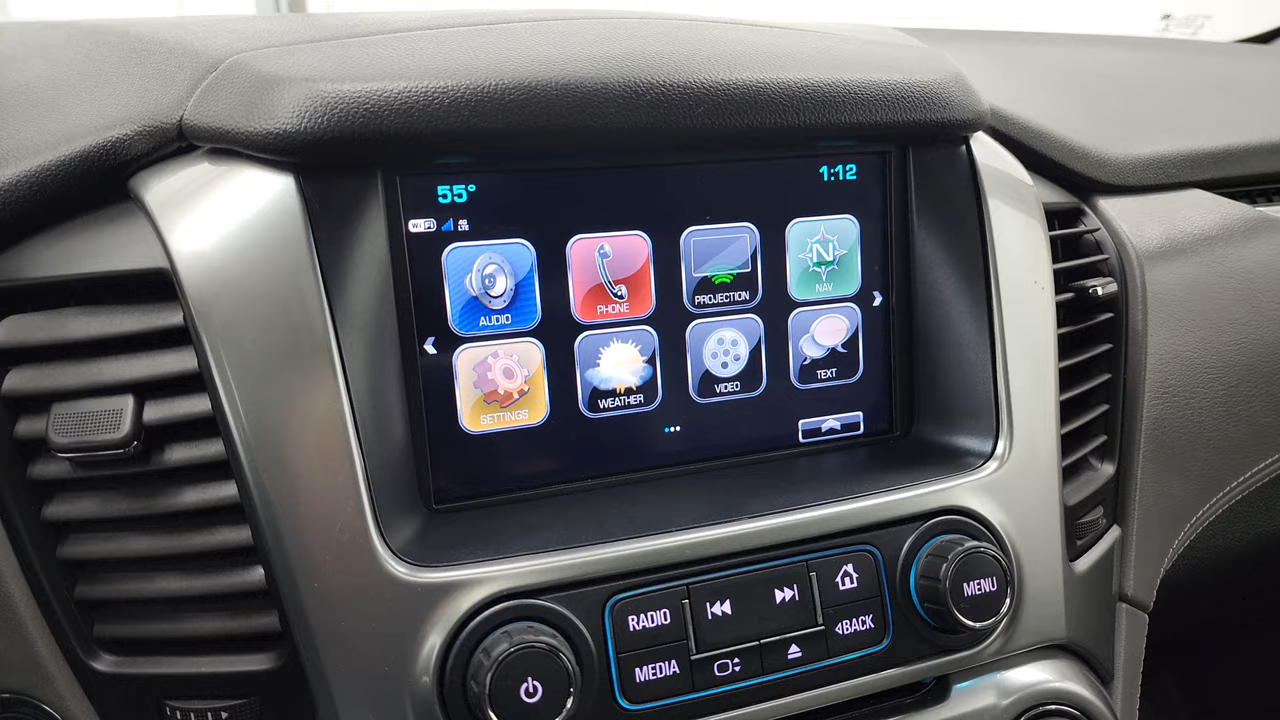 55°
1:12
WiFi
4G
LTE
AUDIO
PHONE
PROJECTION
N
NAV
SETTINGS
WEATHER
VIDEO
TEXT
RADIO
MENU
MEDIA
BACK